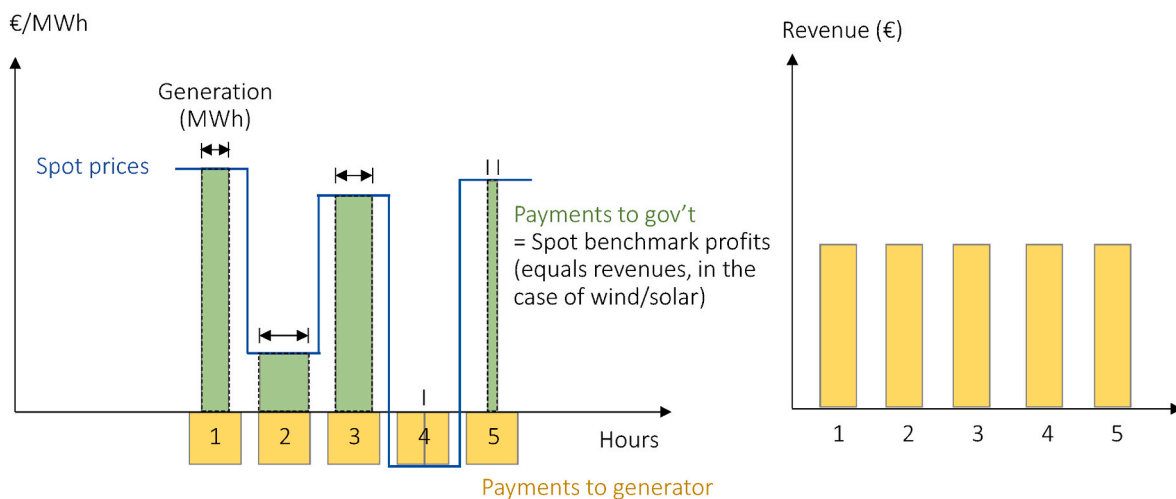 €/MWh
Generation
(MWh)
Spot prices
Payments to gov't
= Spot benchmark profits
(equals revenues, in the
case of wind/solar)
1 2 3 4 5
Hours
Payments to generator
Revenue (€)
1 2 3 4 5